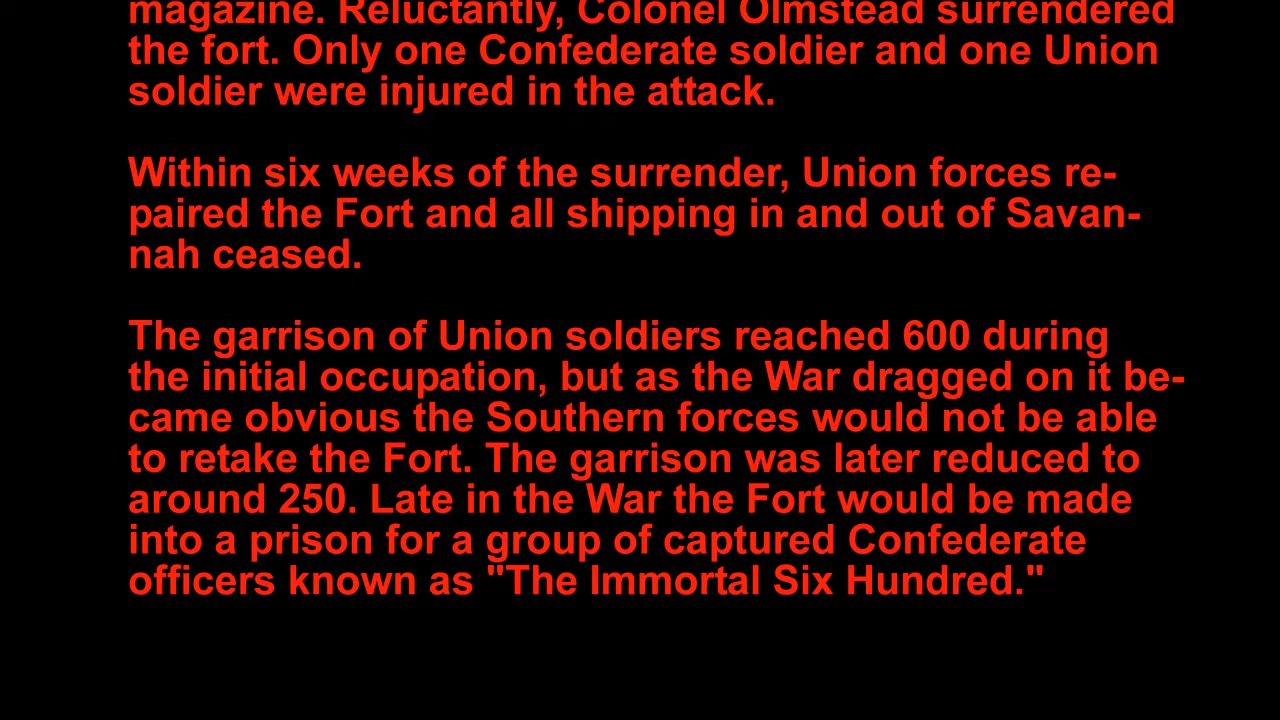 magazine. Reluctantly, Colonel Olmstead surrendered
the fort. Only one Confederate soldier and one Union
soldier were injured in the attack.
Within six weeks of the surrender, Union forces re-
paired the Fort and all shipping in and out of Savan-
nah ceased.
The garrison of Union soldiers reached 600 during
the initial occupation, but as the War dragged on it be-
came obvious the Southern forces would not be able
to retake the Fort. The garrison was later reduced to
around 250. Late in the War the Fort would be made
into a prison for a group of captured Confederate
officers known as "The Immortal Six Hundred."